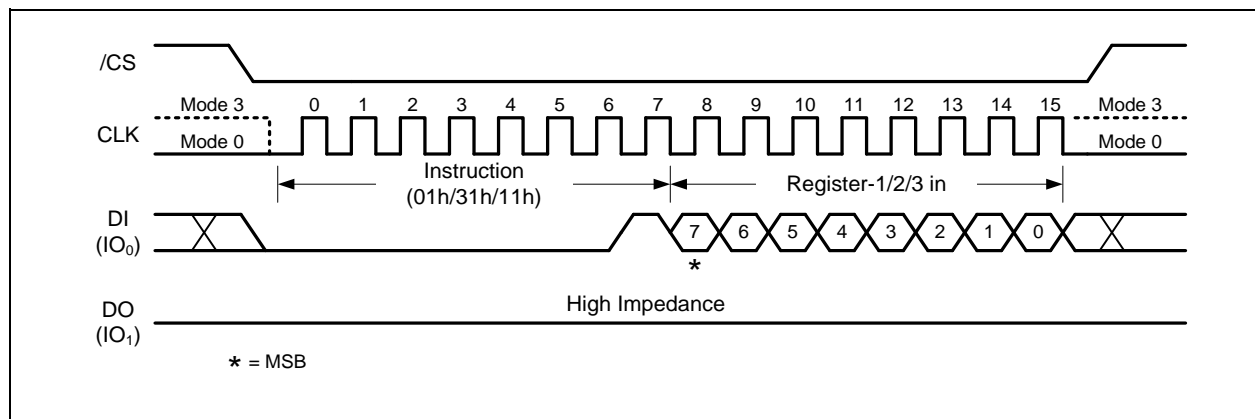 /CS
Mode 3 0 1 2 3 4 5 6 7 8 9 10 11 12 13 14 15 Mode 3
CLK
Mode 0 Mode 0
Instruction
(01h/31h/11h)
Register-1/2/3 in
DI
(IO₀)
7 6 5 4 3 2 1 0
*
High Impedance
DO
(IO₁)
* = MSB